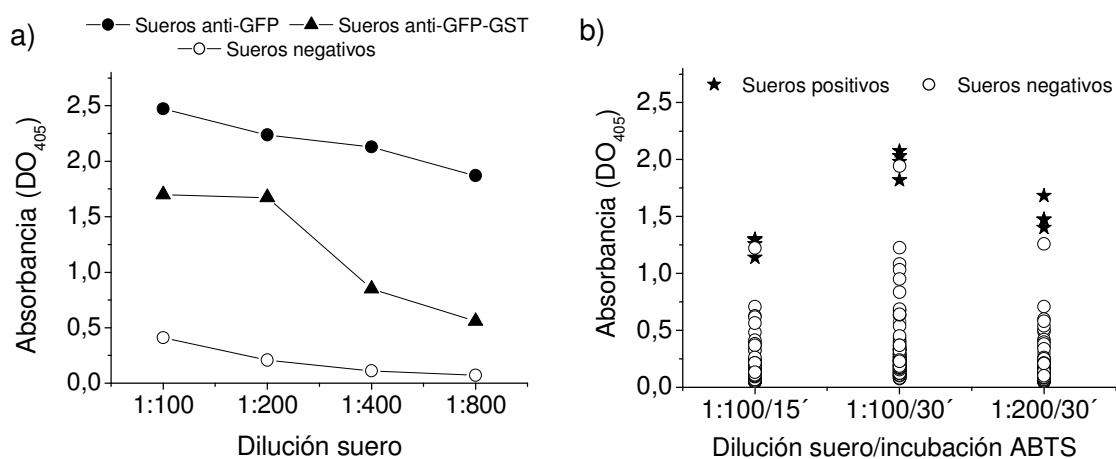 a)
Sueros anti-GFP Sueros anti-GFP-GST
Sueros negativos
2,5
2,0
1,5
1,0
0,5
0,0
Absorbancia (DO405)
1:100 1:200 1:400 1:800
Dilución suero
b)
Sueros positivos Sueros negativos
2,5
2,0
1,5
1,0
0,5
0,0
Absorbancia (DO405)
1:100/15´ 1:100/30´ 1:200/30´
Dilución suero/incubación ABTS